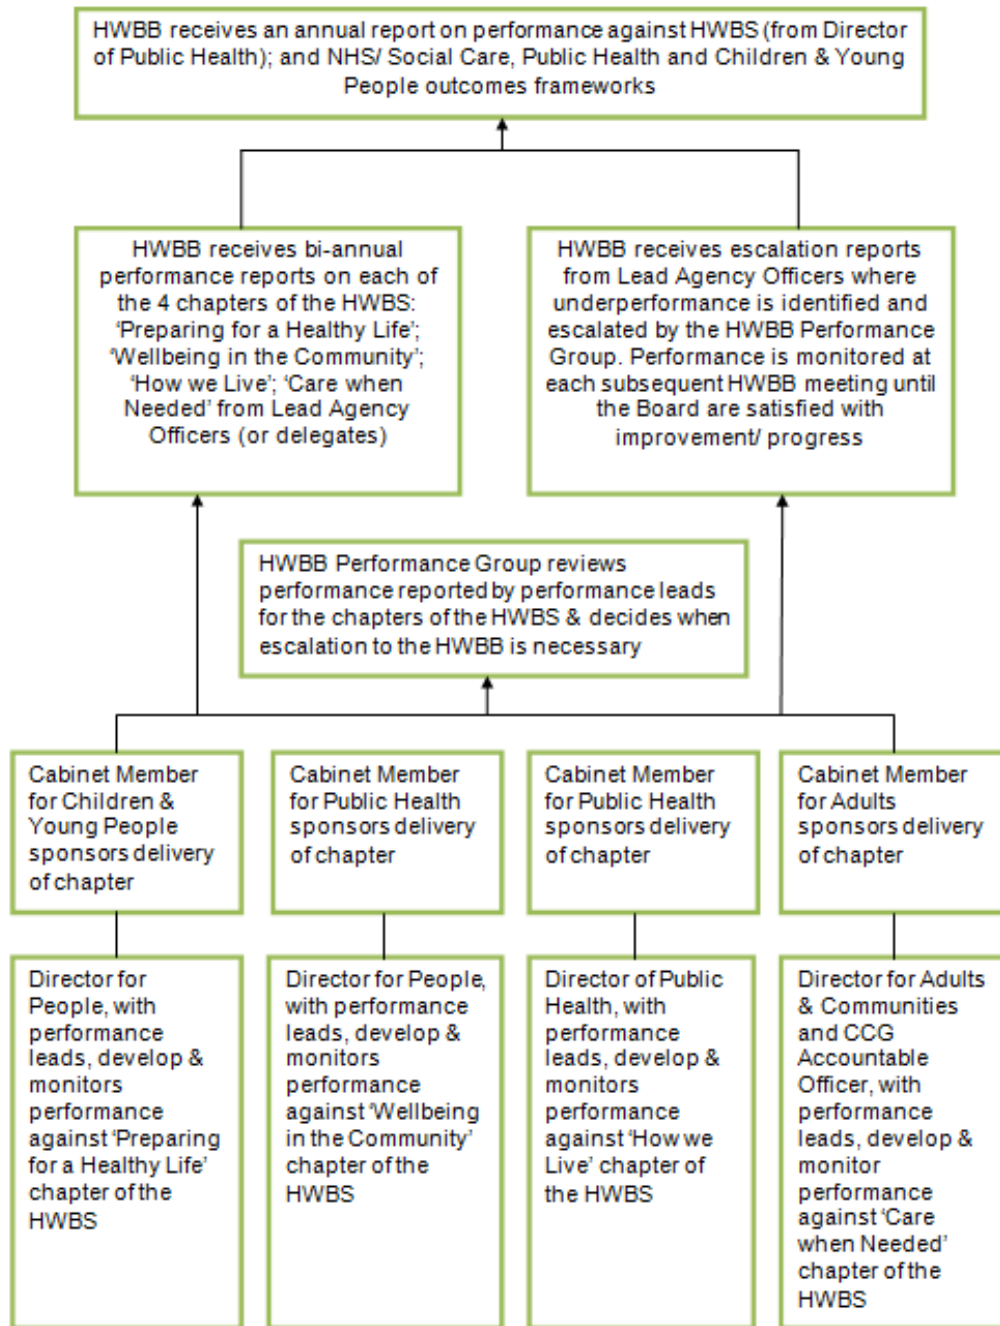 HWBB receives an annual report on performance against HWBS (from Director
of Public Health); and NHS/ Social Care, Public Health and Children & Young
People outcomes frameworks
HWBB receives bi-annual
performance reports on each of
the 4 chapters of the HWBS:
‘Preparing for a Healthy Life’;
‘Wellbeing in the Community’;
‘How we Live’; ‘Care when
Needed’ from Lead Agency
Officers (or delegates)
HWBB receives escalation reports
from Lead Agency Officers where
underperformance is identified and
escalated by the HWBB Performance
Group. Performance is monitored at
each subsequent HWBB meeting until
the Board are satisfied with
improvement/ progress
HWBB Performance Group reviews
performance reported by performance leads
for the chapters of the HWBS & decides when
escalation to the HWBB is necessary
Cabinet Member
for Children &
Young People
sponsors delivery
of chapter
Cabinet Member
for Public Health
sponsors delivery
of chapter
Cabinet Member
for Public Health
sponsors delivery
of chapter
Cabinet Member
for Adults
sponsors delivery
of chapter
Director for
People, with
performance
leads, develop &
monitors
performance
against ‘Preparing
for a Healthy Life’
chapter of the
HWBS
Director for People,
with performance
leads, develop &
monitors
performance
against ‘Wellbeing
in the Community’
chapter of the
HWBS
Director of Public
Health, with
performance
leads, develop &
monitors
performance
against ‘How we
Live’ chapter of
the HWBS
Director for Adults
& Communities
and CCG
Accountable
Officer, with
performance
leads, develop &
monitor
performance
against ‘Care
when Needed’
chapter of the
HWBS